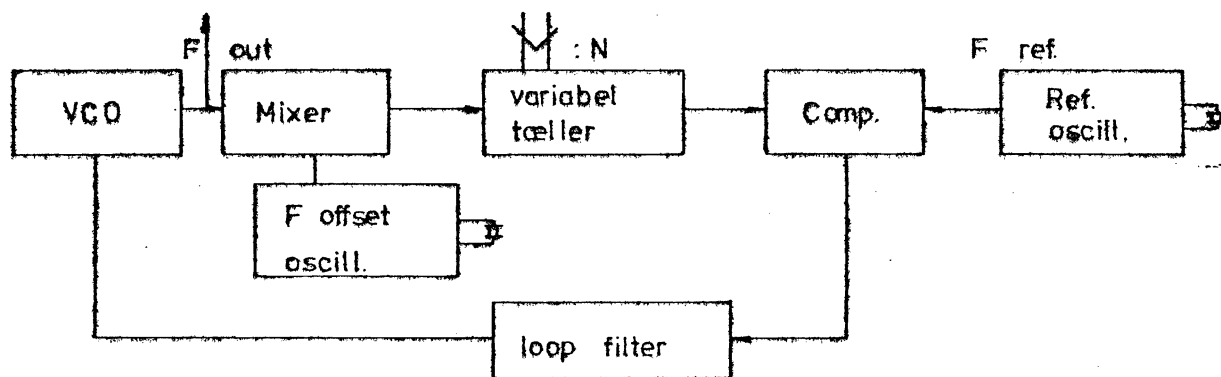 F out
: N
F ref.
VCO
Mixer
variabel
tæller
Comp.
Ref.
oscill.
F offset
oscill.
loop filter